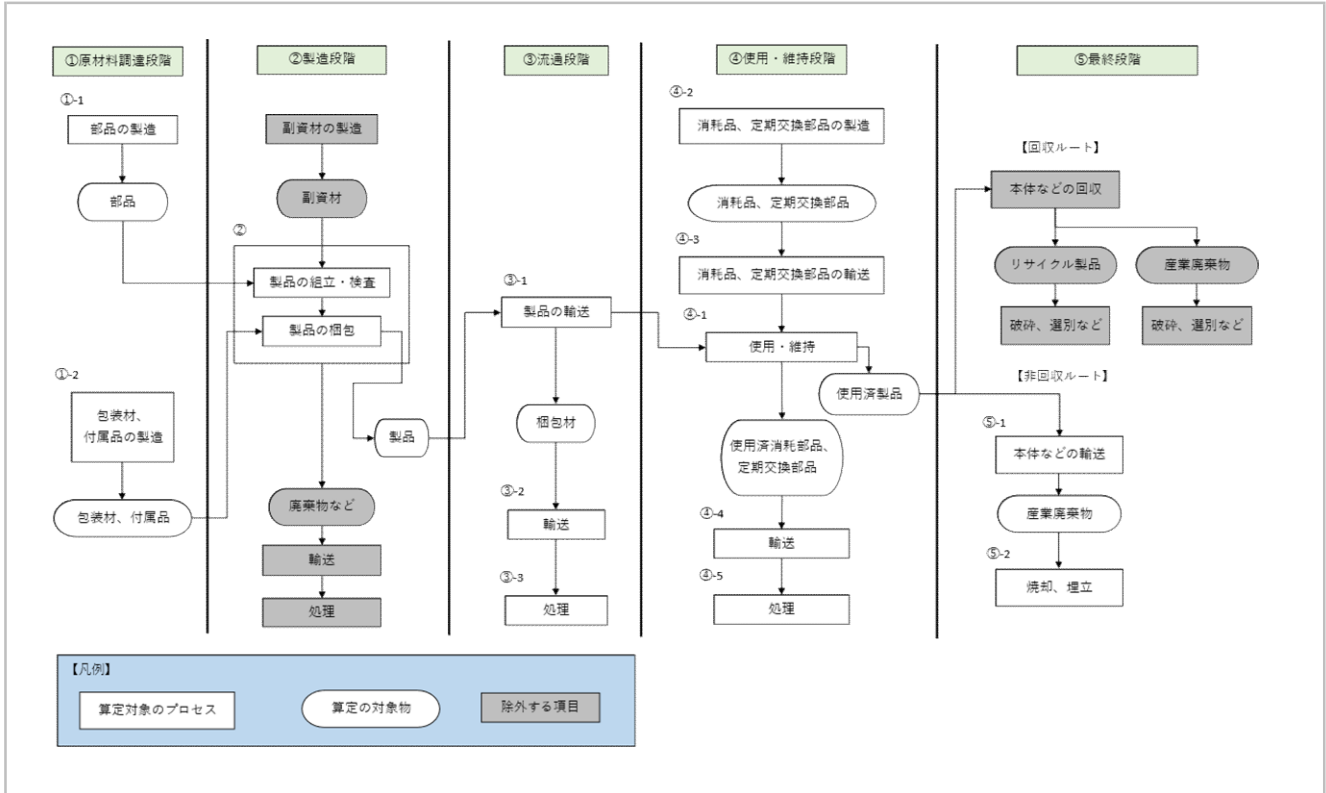 ①原材料調達段階
①-1
部品の製造
部品
①-2
包装材、
付属品の製造
包装材、付属品
②製造段階
副資材の製造
副資材
②
製品の組立・検査
製品の梱包
製品
廃棄物など
輸送
処理
③流通段階
③-1
製品の輸送
梱包材
③-2
輸送
③-3
処理
④使用・維持段階
④-2
消耗品、定期交換部品の製造
消耗品、定期交換部品
④-3
消耗品、定期交換部品の輸送
④-1
使用・維持
使用済製品
使用済消耗部品、
定期交換部品
④-4
輸送
④-5
処理
⑤最終段階
【回収ルート】
本体などの回収
リサイクル製品
産業廃棄物
破砕、選別など
破砕、選別など
【非回収ルート】
⑤-1
本体などの輸送
産業廃棄物
⑤-2
焼却、埋立
【凡例】
算定対象のプロセス
算定の対象物
除外する項目